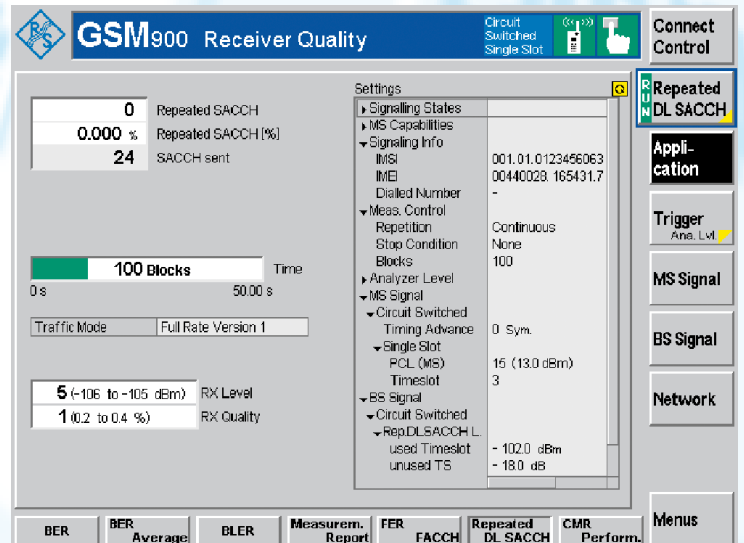 R&S
GSM900 Receiver Quality
Circuit
Switched
Single Slot
Connect
Control
0 Repeated SACCH
0.000 % Repeated SACCH [%]
24 SACCH sent
100 Blocks Time
0 s 50.00 s
Traffic Mode Full Rate Version 1
5 (-106 to -105 dBm) RX Level
1 (0.2 to 0.4 %) RX Quality
Settings
Signalling States
MS Capabilities
Signaling Info
IMSI 001.01.0123456063
IMEI 00440028.165431.7
Dialled Number -
Meas. Control
Repetition Continuous
Stop Condition None
Blocks 100
Analyzer Level
MS Signal
Circuit Switched
Timing Advance 0 Sym.
Single Slot
PCL (MS) 15 (13.0 dBm)
Timeslot 3
BS Signal
Circuit Switched
Rep.DL.SACCH L.
used Timeslot - 102.0 dBm
unused TS - 18.0 dB
RUN
Repeated
DL SACCH
Appli-
cation
Trigger
Ana. Lvl.
MS Signal
BS Signal
Network
Menus
BER
BER
Average
BLER
Measurem.
Report
FER
FACCH
Repeated
DL SACCH
CMR
Perform.